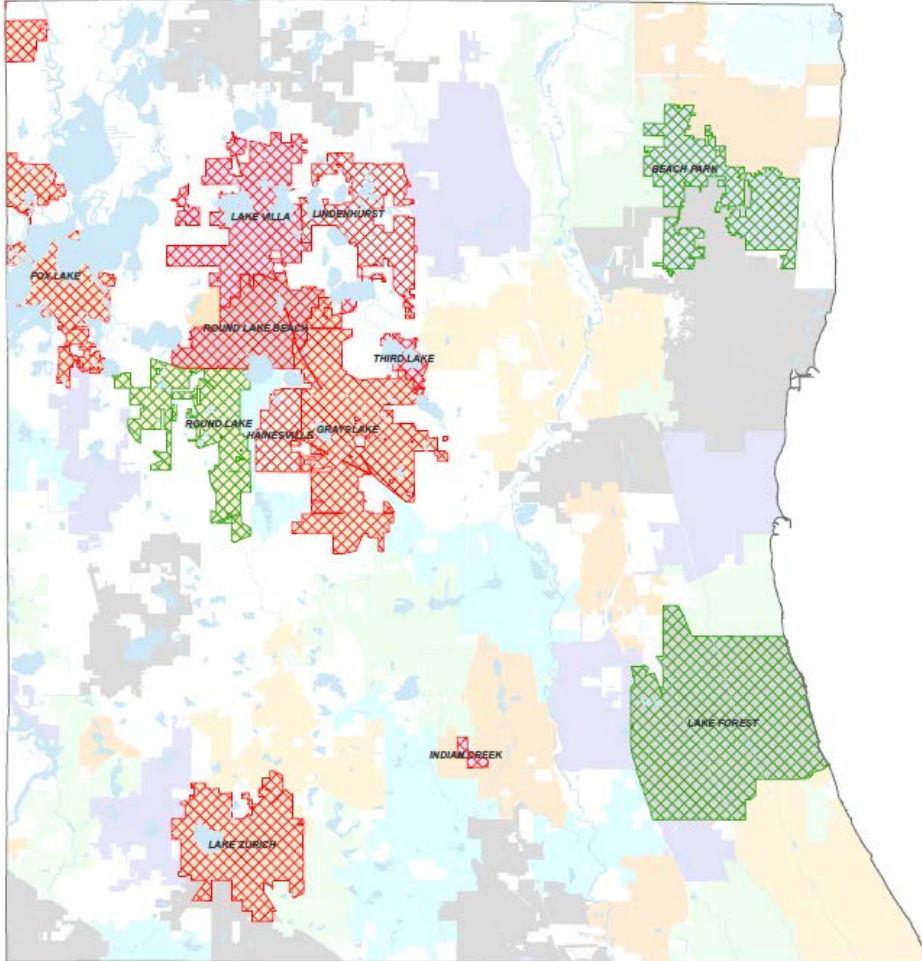 BEACH PARK
LAKE VILLA
LINDENHURST
FOX LAKE
ROUND LAKE BEACH
THIRD LAKE
ROUND LAKE
HAINESVILLE
GRAYSLAKE
LAKE FOREST
INDIAN CREEK
LAKE ZURICH